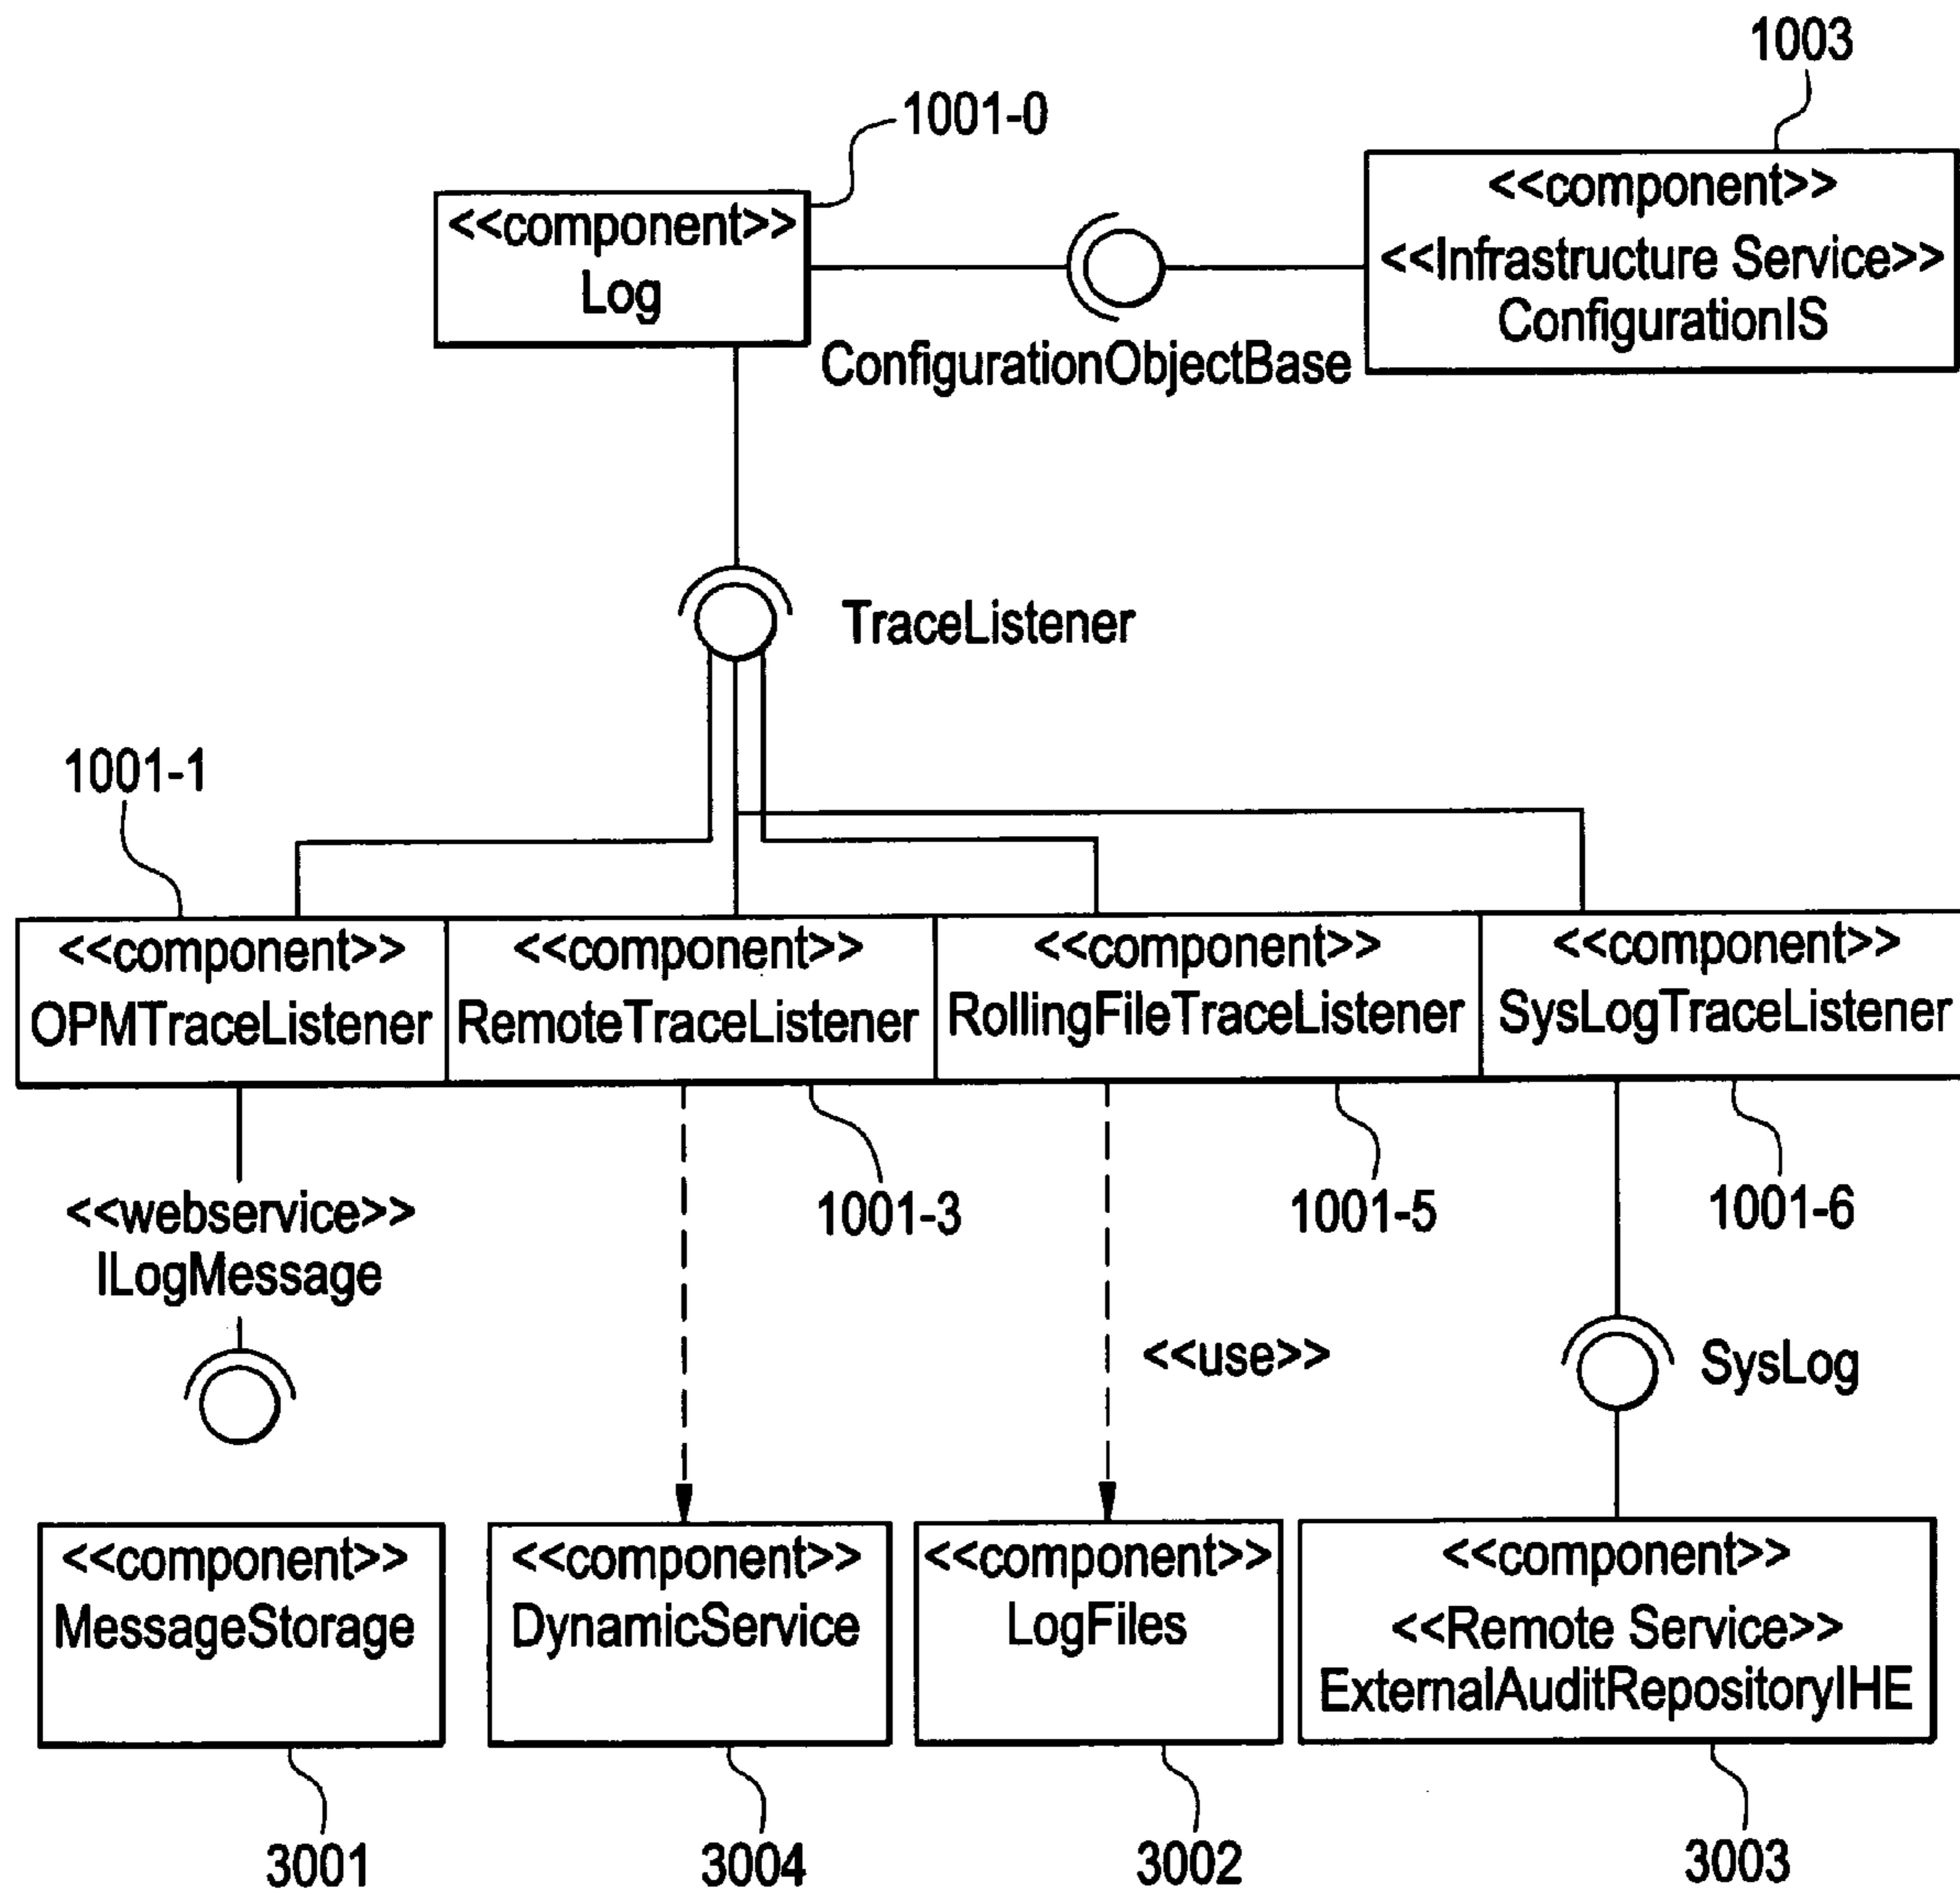 1003
1001-0
<<component>>
Log
<<component>>
<<Infrastructure Service>>
ConfigurationIS
ConfigurationObjectBase
TraceListener
1001-1
<<component>>
OPMTraceListener
<<component>>
RemoteTraceListener
<<component>>
RollingFileTraceListener
<<component>>
SysLogTraceListener
1001-3
1001-5
1001-6
<<webservice>>
ILogMessage
<<use>>
SysLog
<<component>>
MessageStorage
<<component>>
DynamicService
<<component>>
LogFiles
<<component>>
<<Remote Service>>
ExternalAuditRepositoryIHE
3001
3004
3002
3003